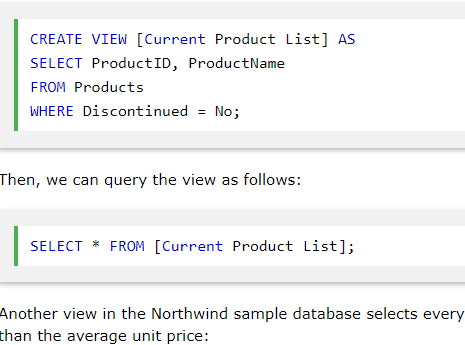 CREATE VIEW [Current Product List] AS
SELECT ProductID, ProductName
FROM Products
WHERE Discontinued = No;
Then, we can query the view as follows:
SELECT * FROM [Current Product List];
Another view in the Northwind sample database selects every
than the average unit price: